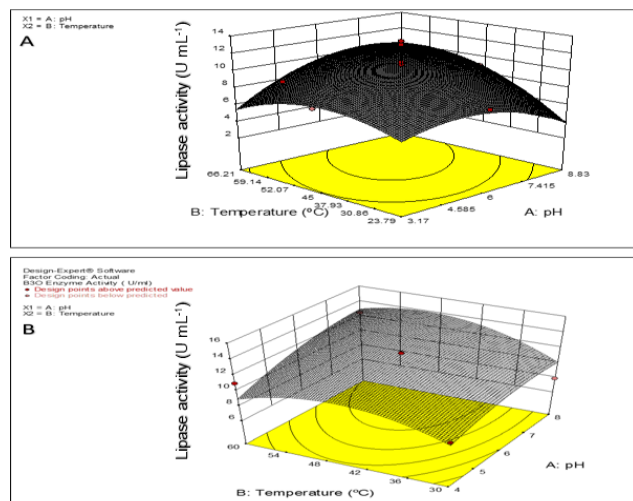 X1 = A: pH
X2 = B: Temperature
A
Lipase activity (U mL⁻¹)
14
12
10
8
6
4
2
66.21
59.14
52.07
45
37.93
30.86
23.79
3.17
4.585
6
7.415
8.83
B: Temperature (ºC)
A: pH
Design-Expert® Software
Factor Coding: Actual
B3O Enzyme Activity ( U/ml)
Design points above predicted value
Design points below predicted
X1 = A: pH
X2 = B: Temperature
B
Lipase activity (U mL⁻¹)
16
14
12
10
8
6
60
54
48
42
36
30
4
5
6
7
8
B: Temperature (ºC)
A: pH